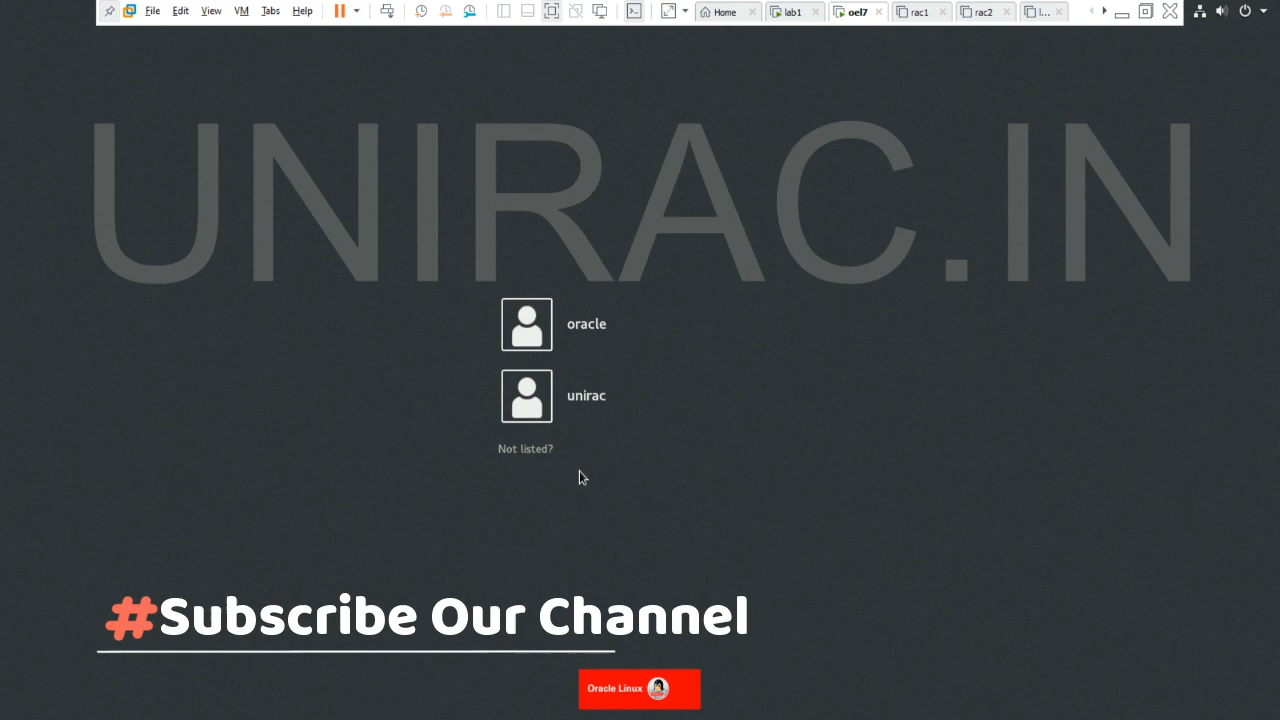 File Edit View VM Tabs Help Home lab1 oel7 rac1 rac2 l...
UNIRAC.IN
oracle
unirac
Not listed?
#Subscribe Our Channel
Oracle Linux